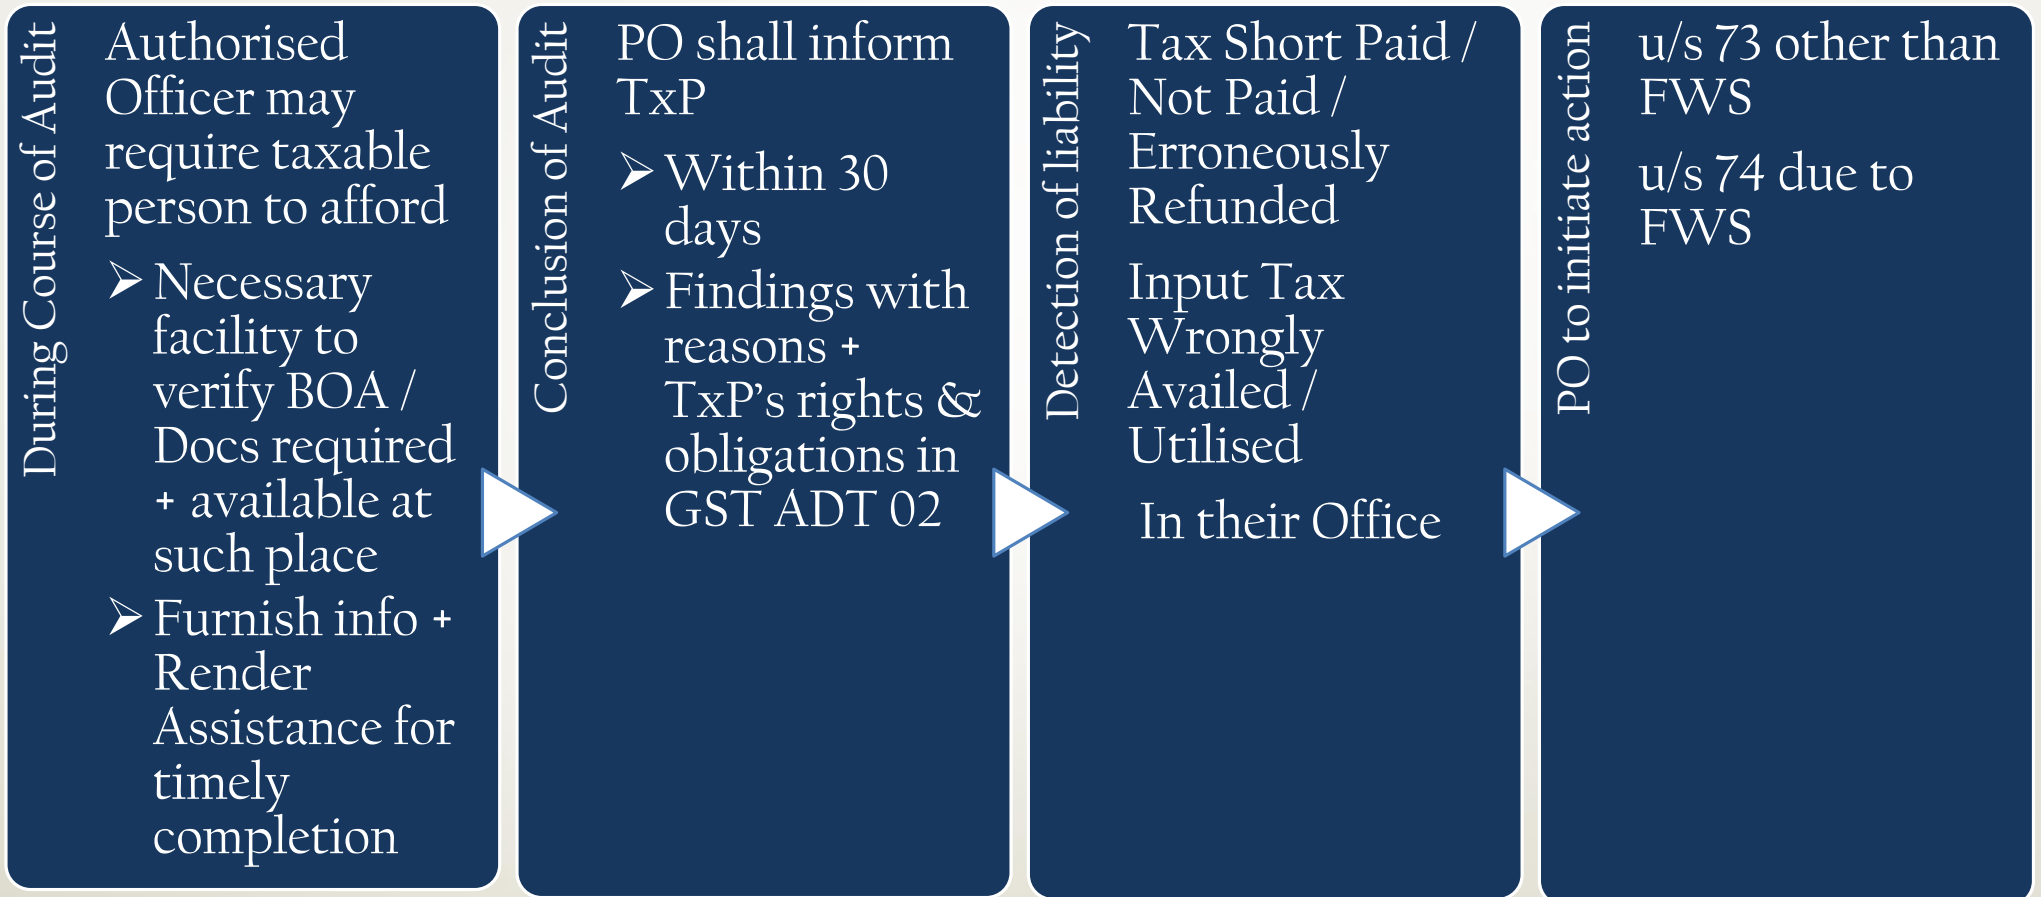 During Course of Audit
Authorised
Officer may
require taxable
person to afford
➢ Necessary
facility to
verify BOA /
Docs required
+ available at
such place
➢ Furnish info +
Render
Assistance for
timely
completion
Conclusion of Audit
PO shall inform
TxP
➢ Within 30
days
➢ Findings with
reasons +
TxP’s rights &
obligations in
GST ADT 02
Detection of liability
Tax Short Paid /
Not Paid /
Erroneously
Refunded
Input Tax
Wrongly
Availed /
Utilised
In their Office
PO to initiate action
u/s 73 other than
FWS
u/s 74 due to
FWS